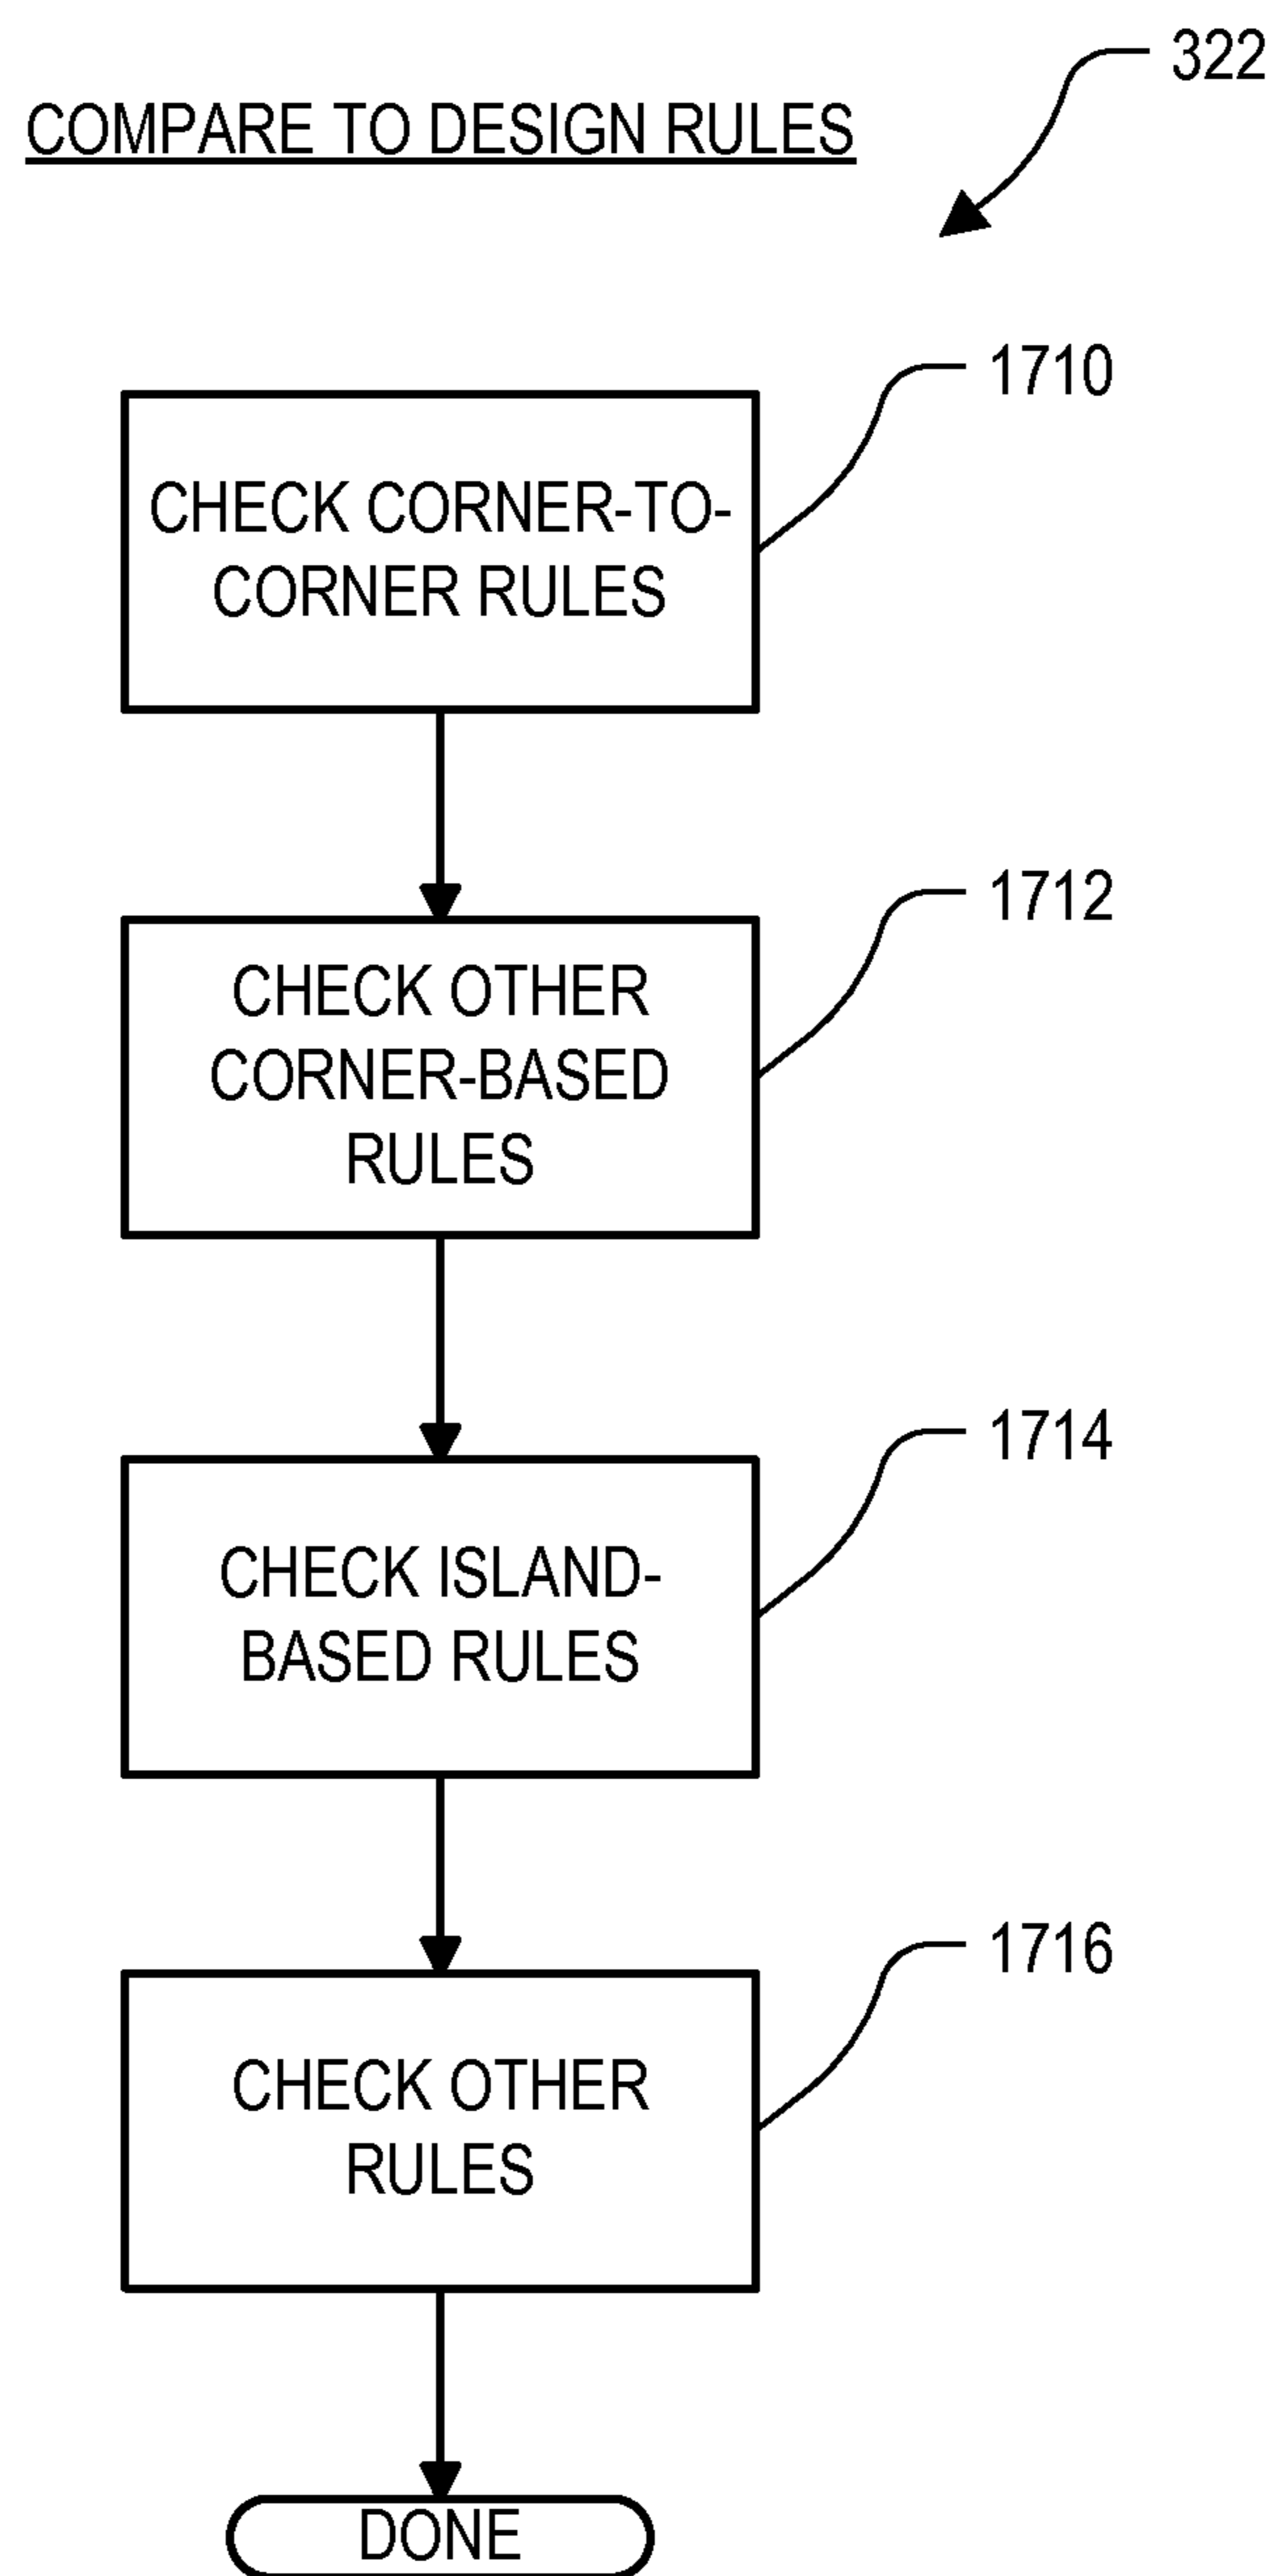 322
COMPARE TO DESIGN RULES
1710
CHECK CORNER-TO-
CORNER RULES
1712
CHECK OTHER
CORNER-BASED
RULES
1714
CHECK ISLAND-
BASED RULES
1716
CHECK OTHER
RULES
DONE